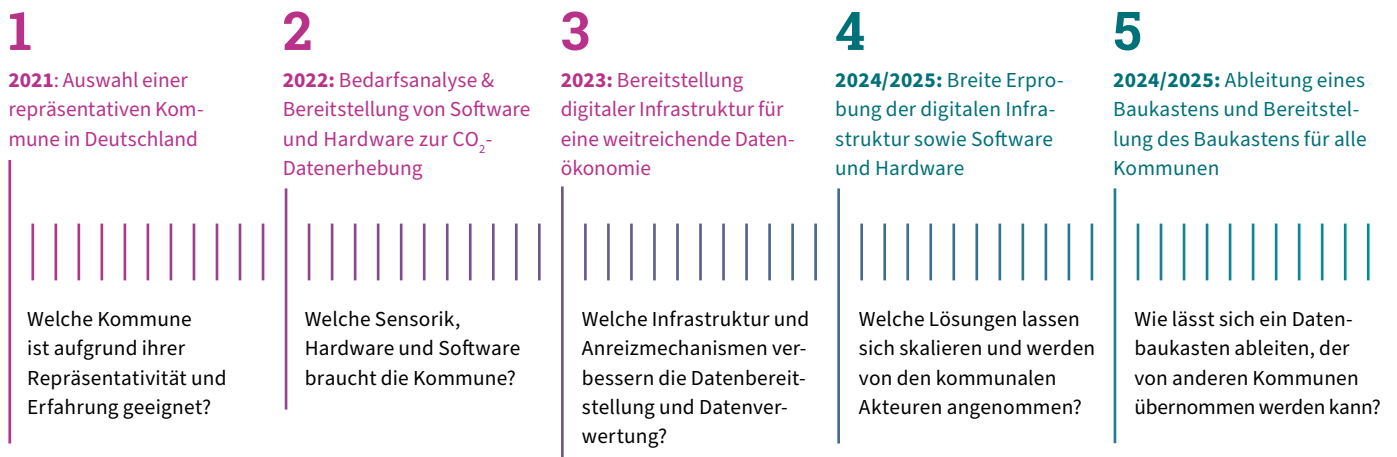 1
2021: Auswahl einer
repräsentativen Kom-
mune in Deutschland
Welche Kommune
ist aufgrund ihrer
Repräsentativität und
Erfahrung geeignet?
2
2022: Bedarfsanalyse &
Bereitstellung von Software
und Hardware zur CO₂-
Datenerhebung
Welche Sensorik,
Hardware und Software
braucht die Kommune?
3
2023: Bereitstellung
digitaler Infrastruktur für
eine weitreichende Daten-
ökonomie
Welche Infrastruktur und
Anreizmechanismen ver-
bessern die Datenbereit-
stellung und Datenver-
wertung?
4
2024/2025: Breite Erpro-
bung der digitalen Infra-
struktur sowie Software
und Hardware
Welche Lösungen lassen
sich skalieren und werden
von den kommunalen
Akteuren angenommen?
5
2024/2025: Ableitung eines
Baukastens und Bereitstel-
lung des Baukastens für alle
Kommunen
Wie lässt sich ein Daten-
baukasten ableiten, der
von anderen Kommunen
übernommen werden kann?